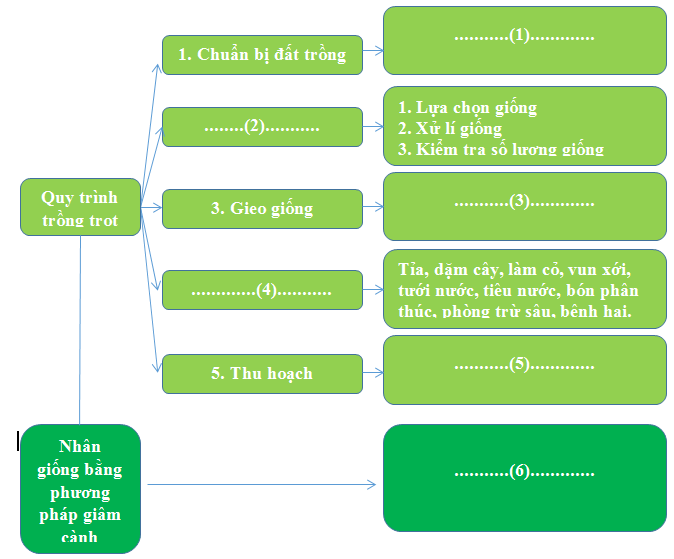 ...........(1).............
1. Chuẩn bị đất trồng
........(2)...........
1. Lựa chọn giống
2. Xử lí giống
3. Kiểm tra số lượng giống
Quy trình
trồng trọt
3. Gieo giống
...........(3).............
.............(4)...........
Tỉa, dặm cây, làm cỏ, vun xới,
tưới nước, tiêu nước, bón phân
thúc, phòng trừ sâu, bệnh hại.
5. Thu hoạch
...........(5).............
Nhân
giống bằng
phương
pháp giâm
cành
...........(6).............